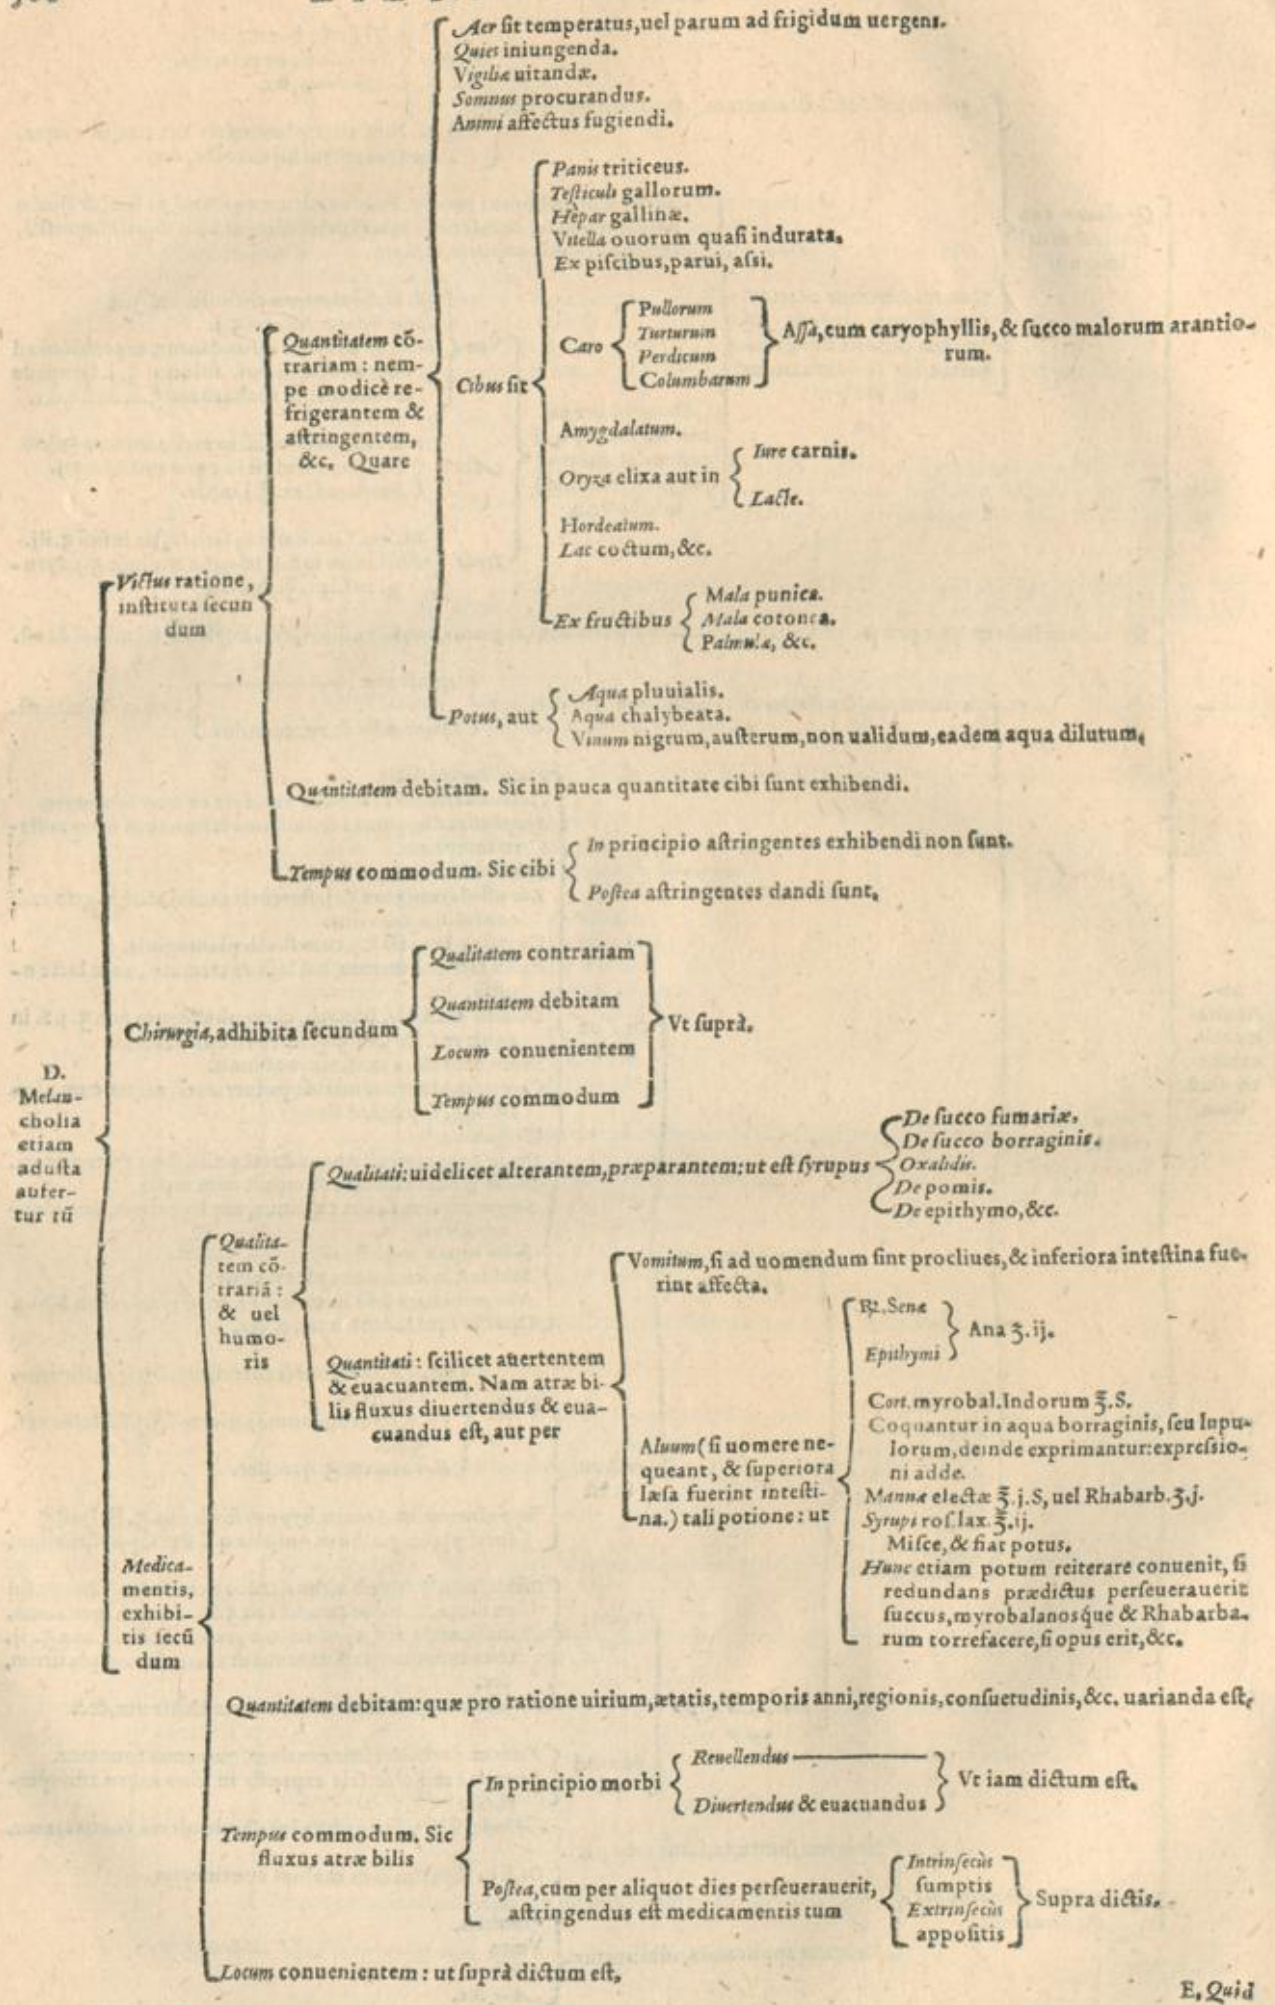 Aer sit temperatus, uel parum ad frigidum uergens.
Quies iniungenda.
Vigiliæ uitandæ.
Somnus procurandus.
Animi affectus fugiendi.
Panis triticeus.
Testiculi gallorum.
Hepar gallinæ.
Vitella ouorum quasi indurata.
Ex piscibus, parui, assi.
Pullorum
Turturum
Perdicum
Columbarum
Caro
Assa, cum caryophyllis, & succo malorum arantio-
rum.
Quantitatem cõ-
trariam : nem-
pe modicè re-
frigerantem &
astringentem,
&c. Quare
Cibus sit
Amygdalatum.
Oryza elixa aut in
Iure carnis.
Lacte.
Hordeatum.
Lac coctum, &c.
Ex fructibus
Mala punica.
Mala cotonea.
Palmulæ, &c.
Victus ratione,
instituta secun
dum
Potus, aut
Aqua pluuialis.
Aqua chalybeata.
Vinum nigrum, austerum, non ualidum, eadem aqua dilutum.
Quantitatem debitam. Sic in pauca quantitate cibi sunt exhibendi.
Tempus commodum. Sic cibi
In principio astringentes exhibendi non sunt.
Postea astringentes dandi sunt.
Chirurgia, adhibita secundum
Qualitatem contrariam
Quantitatem debitam
Locum conuenientem
Tempus commodum
Vt suprà.
D.
Melan-
cholia
etiam
adusta
aufer-
tur tũ
Qualitati: uidelicet alterantem, præparantem: ut est syrupus
De succo fumariæ.
De succo borraginis.
Oxalidis.
De pomis.
De epithymo, &c.
Qualita-
tem cõ-
trariã :
& uel
humo-
ris
Quantitati : scilicet auertentem
& euacuantem. Nam atræ bi-
lis fluxus diuertendus & eua-
cuandus est, aut per
Vomitum, si ad uomendum sint procliues, & inferiora intestina fue-
rint affecta.
Aluum (si uomere ne-
queant, & superiora
læsa fuerint intesti-
na.) tali potione: ut
℞. Senæ
Epithymi
Ana ʒ. ij.
Cort. myrobal. Indorum ℥.S.
Coquantur in aqua borraginis, seu lupu-
lorum, deinde exprimantur: expressio-
ni adde.
Mannæ electæ ℥.j.S, uel Rhabarb. ʒ.j.
Syrupi ros. lax. ℥.ij.
Misce, & fiat potus.
Hunc etiam potum reiterare conuenit, si
redundans prædictus perseuerauerit
succus, myrobalanosq́ue & Rhabarba-
rum torrefacere, si opus erit, &c.
Medica-
mentis,
exhibi-
tis secũ
dum
Quantitatem debitam: quæ pro ratione uirium, ætatis, temporis anni, regionis, consuetudinis, &c. uarianda est.
Tempus commodum. Sic
fluxus atræ bilis
In principio morbi
Reuellendus
Diuertendus & euacuandus
Vt iam dictum est.
Postea, cum per aliquot dies perseuerauerit,
astringendus est medicamentis tum
Intrinsecùs
sumptis
Extrinsecùs
appositis
Supra dictis.
Locum conuenientem : ut suprà dictum est.
E, Quid